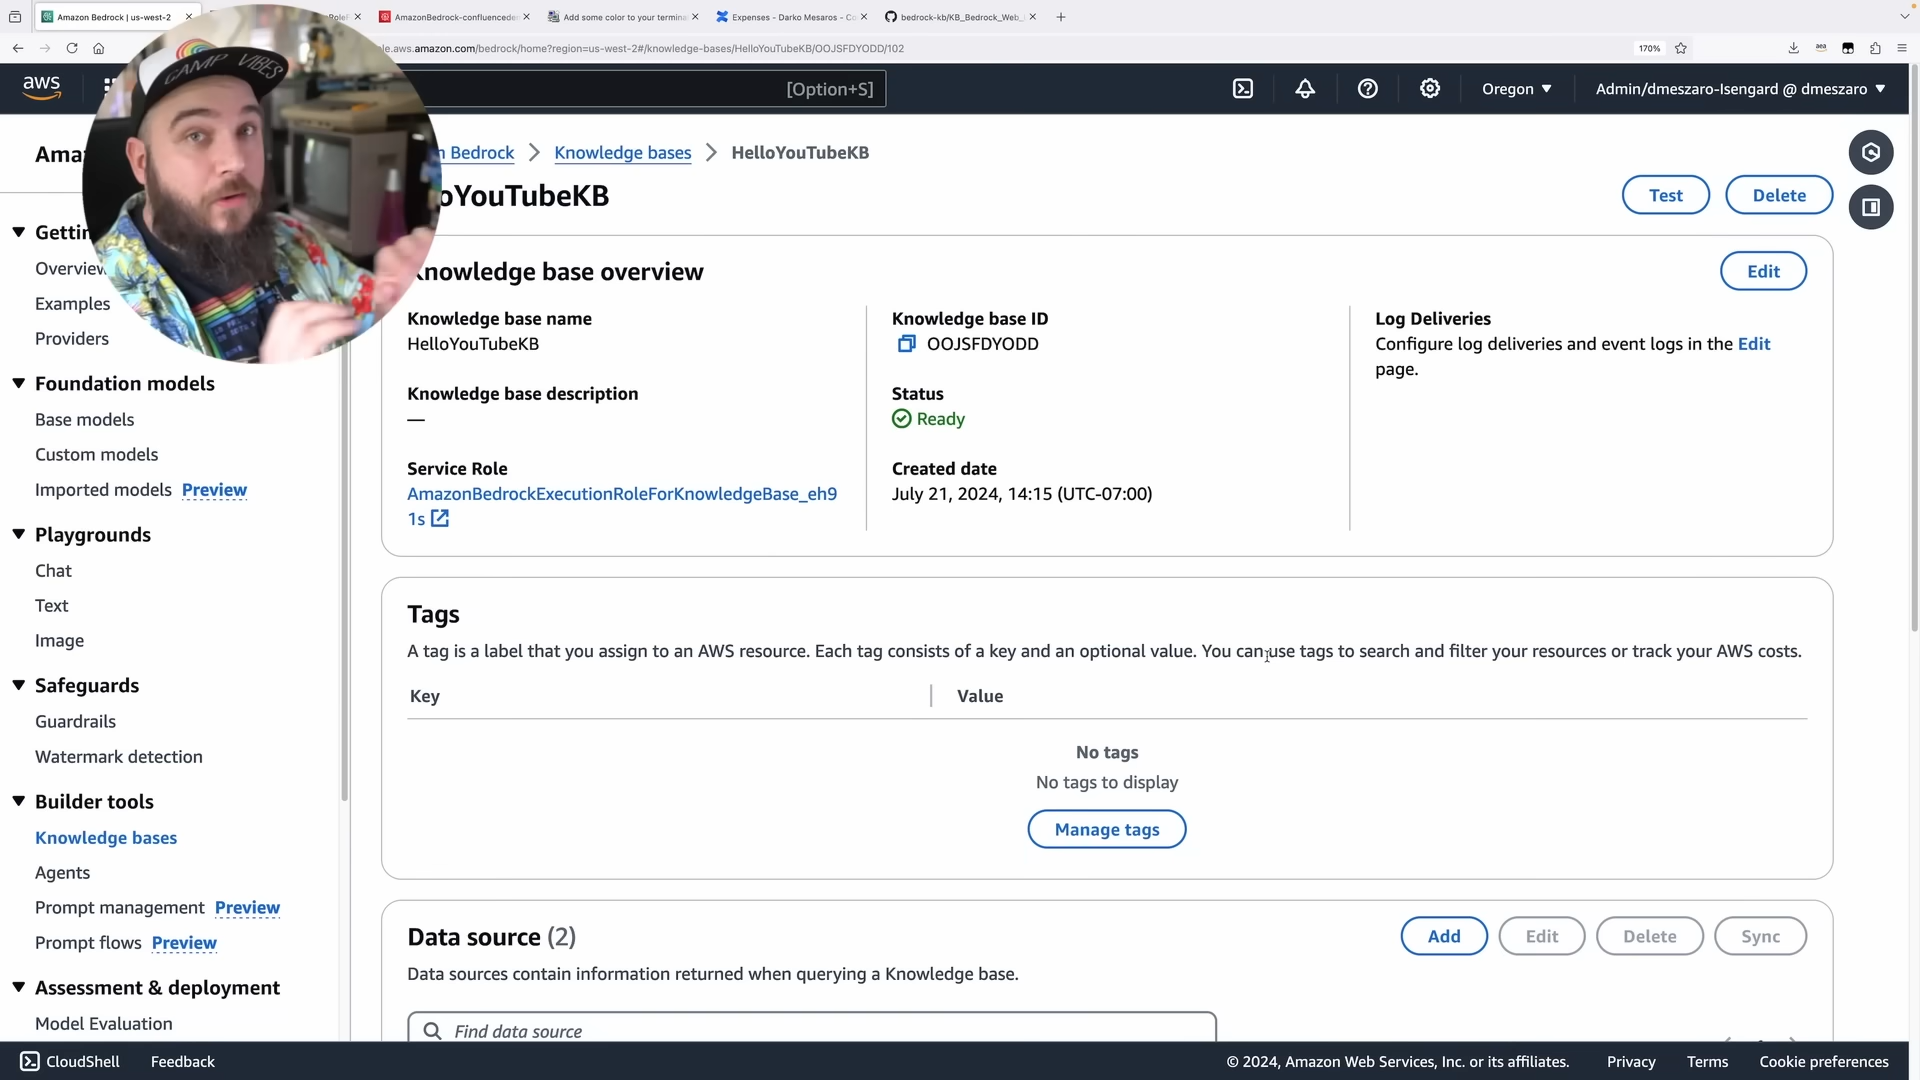 Amazon Bedrock | us-west-2
AmazonBedrock-confluencede
Add some color to your termina
Expenses - Darko Mesaros - Co
bedrock-kb/KB_Bedrock_Web_
le.aws.amazon.com/bedrock/home?region=us-west-2#/knowledge-bases/HelloYouTubeKB/OOJSFDYODD/102
170%
aws
[Option+S]
Oregon
Admin/dmeszaro-Isengard @ dmeszaro
CAMP VIBES
Ama
n Bedrock
Knowledge bases
HelloYouTubeKB
oYouTubeKB
Test
Delete
Gettin
Overview
Examples
Providers
Foundation models
Base models
Custom models
Imported models Preview
Playgrounds
Chat
Text
Image
Safeguards
Guardrails
Watermark detection
Builder tools
Knowledge bases
Agents
Prompt management Preview
Prompt flows Preview
Assessment & deployment
Model Evaluation
Knowledge base overview
Edit
Knowledge base name
HelloYouTubeKB
Knowledge base description
—
Service Role
AmazonBedrockExecutionRoleForKnowledgeBase_eh9
1s
Knowledge base ID
OOJSFDYODD
Status
Ready
Created date
July 21, 2024, 14:15 (UTC-07:00)
Log Deliveries
Configure log deliveries and event logs in the Edit
page.
Tags
A tag is a label that you assign to an AWS resource. Each tag consists of a key and an optional value. You can use tags to search and filter your resources or track your AWS costs.
Key
Value
No tags
No tags to display
Manage tags
Data source (2)
Add
Edit
Delete
Sync
Data sources contain information returned when querying a Knowledge base.
Find data source
CloudShell
Feedback
© 2024, Amazon Web Services, Inc. or its affiliates.
Privacy
Terms
Cookie preferences